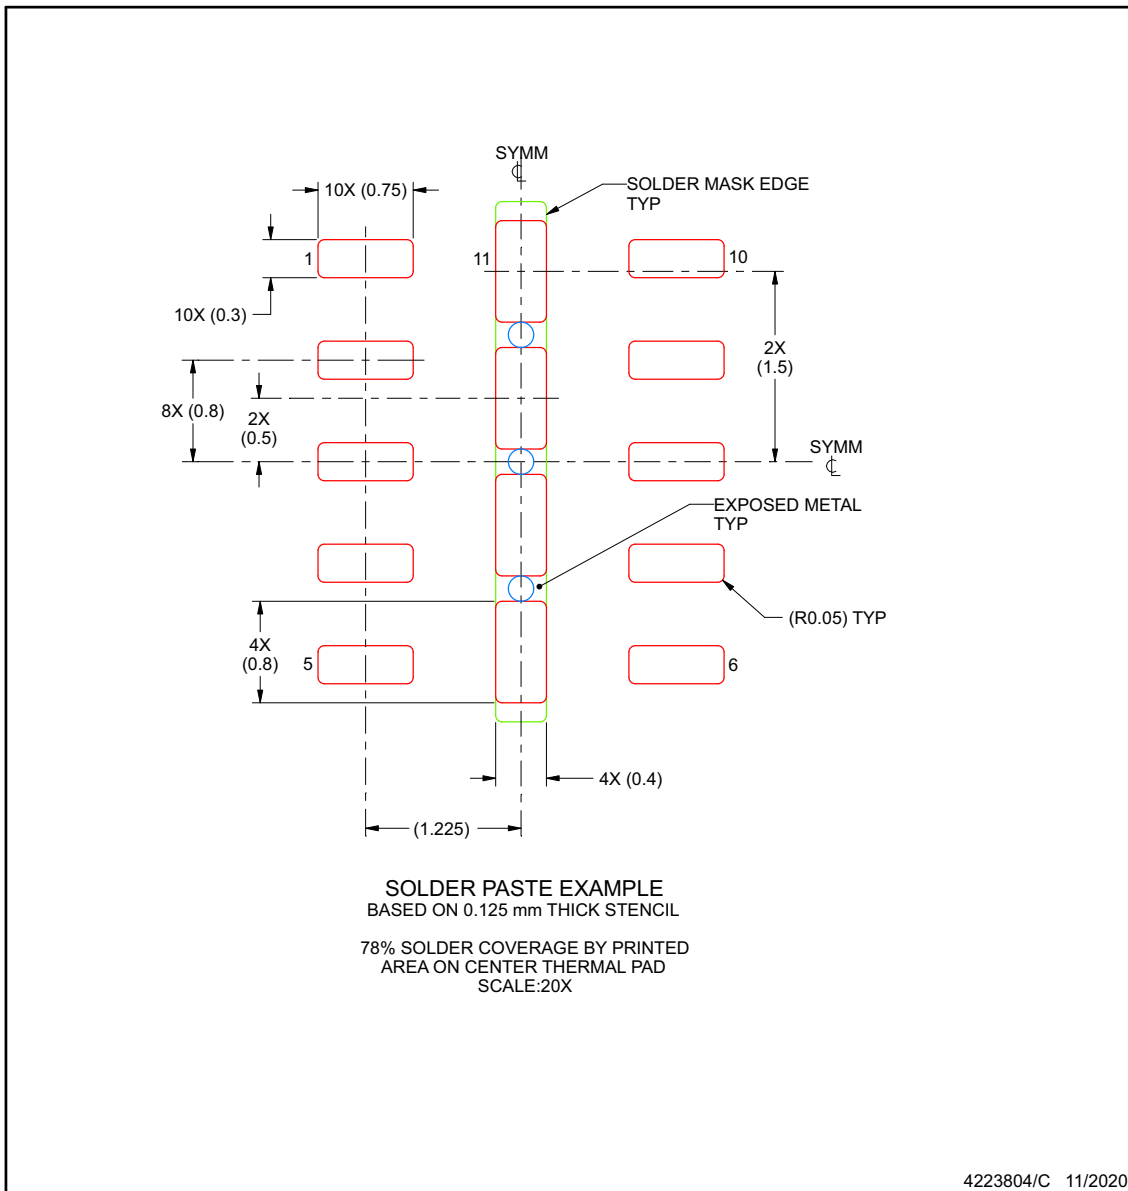 SYMM
10X (0.75)
SOLDER MASK EDGE
TYP
1
11
10
10X (0.3)
2X
(1.5)
8X (0.8)
2X
(0.5)
SYMM
EXPOSED METAL
TYP
(R0.05) TYP
4X
(0.8)
5
6
4X (0.4)
(1.225)
SOLDER PASTE EXAMPLE
BASED ON 0.125 mm THICK STENCIL
78% SOLDER COVERAGE BY PRINTED
AREA ON CENTER THERMAL PAD
SCALE:20X
4223804/C 11/2020